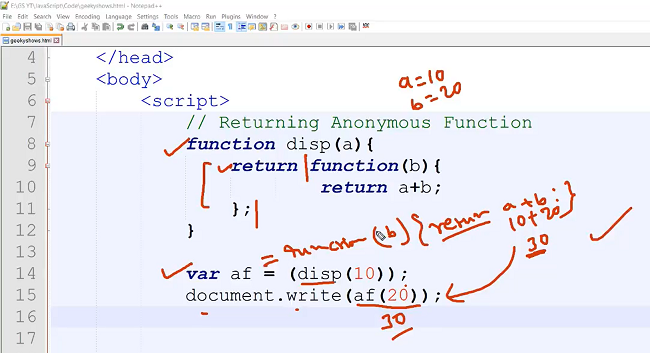 F:\GS YT\JavaScript\Code\geekyshows.html - Notepad++
File Edit Search View Encoding Language Settings Tools Macro Run Plugins Window ?
geekyshows.html
4 </head>
5 <body>
6 <script>
a=10
b=20
7 // Returning Anonymous Function
8 function disp(a){
9 return function(b){
10 return a+b;
11 };
12 }
= function(b){return a+b;}
10+20
30
13
14 var af = (disp(10));
15 document.write(af(20));
30
16
17